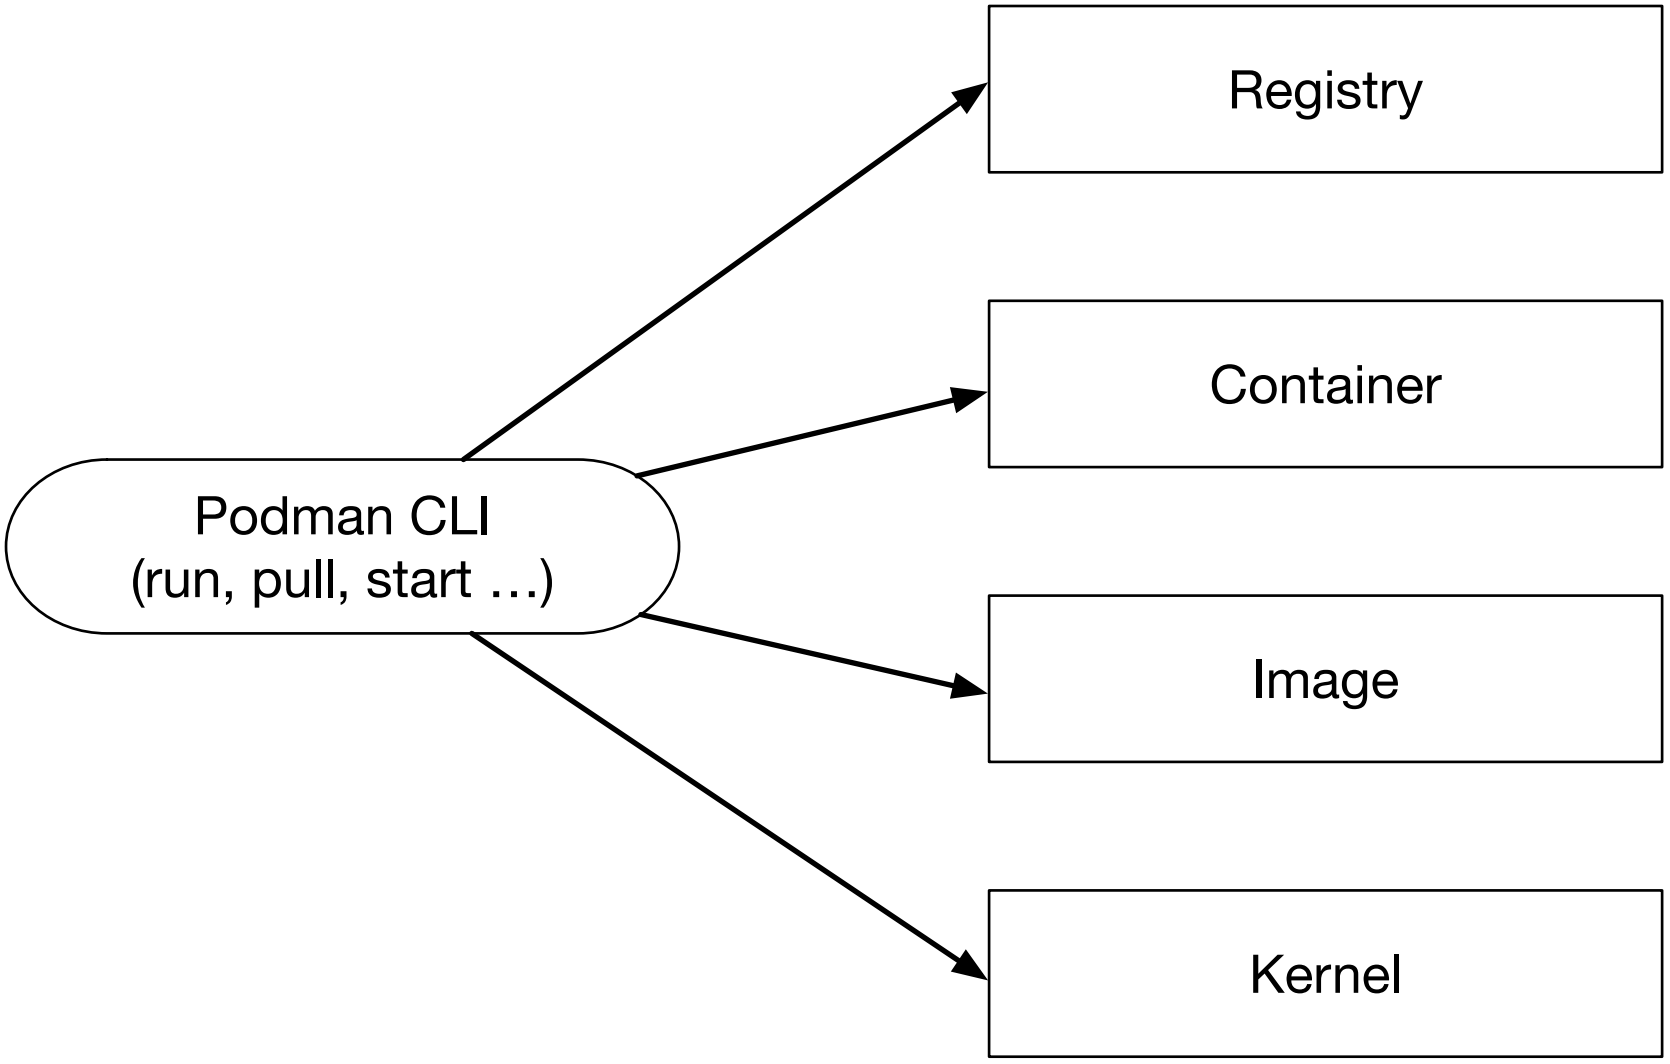 Registry
Container
Podman CLI
(run, pull, start …)
Image
Kernel